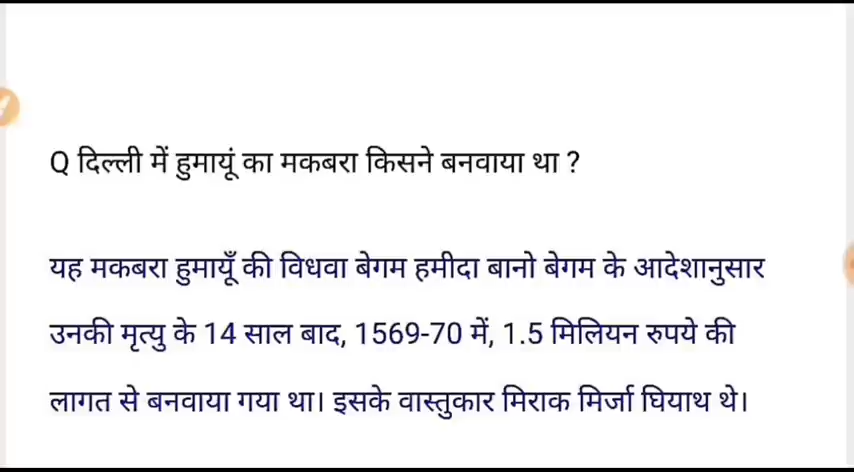 Q दिल्ली में हुमायूं का मकबरा किसने बनवाया था ?
यह मकबरा हुमायूँ की विधवा बेगम हमीदा बानो बेगम के आदेशानुसार
उनकी मृत्यु के 14 साल बाद, 1569-70 में, 1.5 मिलियन रुपये की
लागत से बनवाया गया था। इसके वास्तुकार मिराक मिर्जा घियाथ थे।